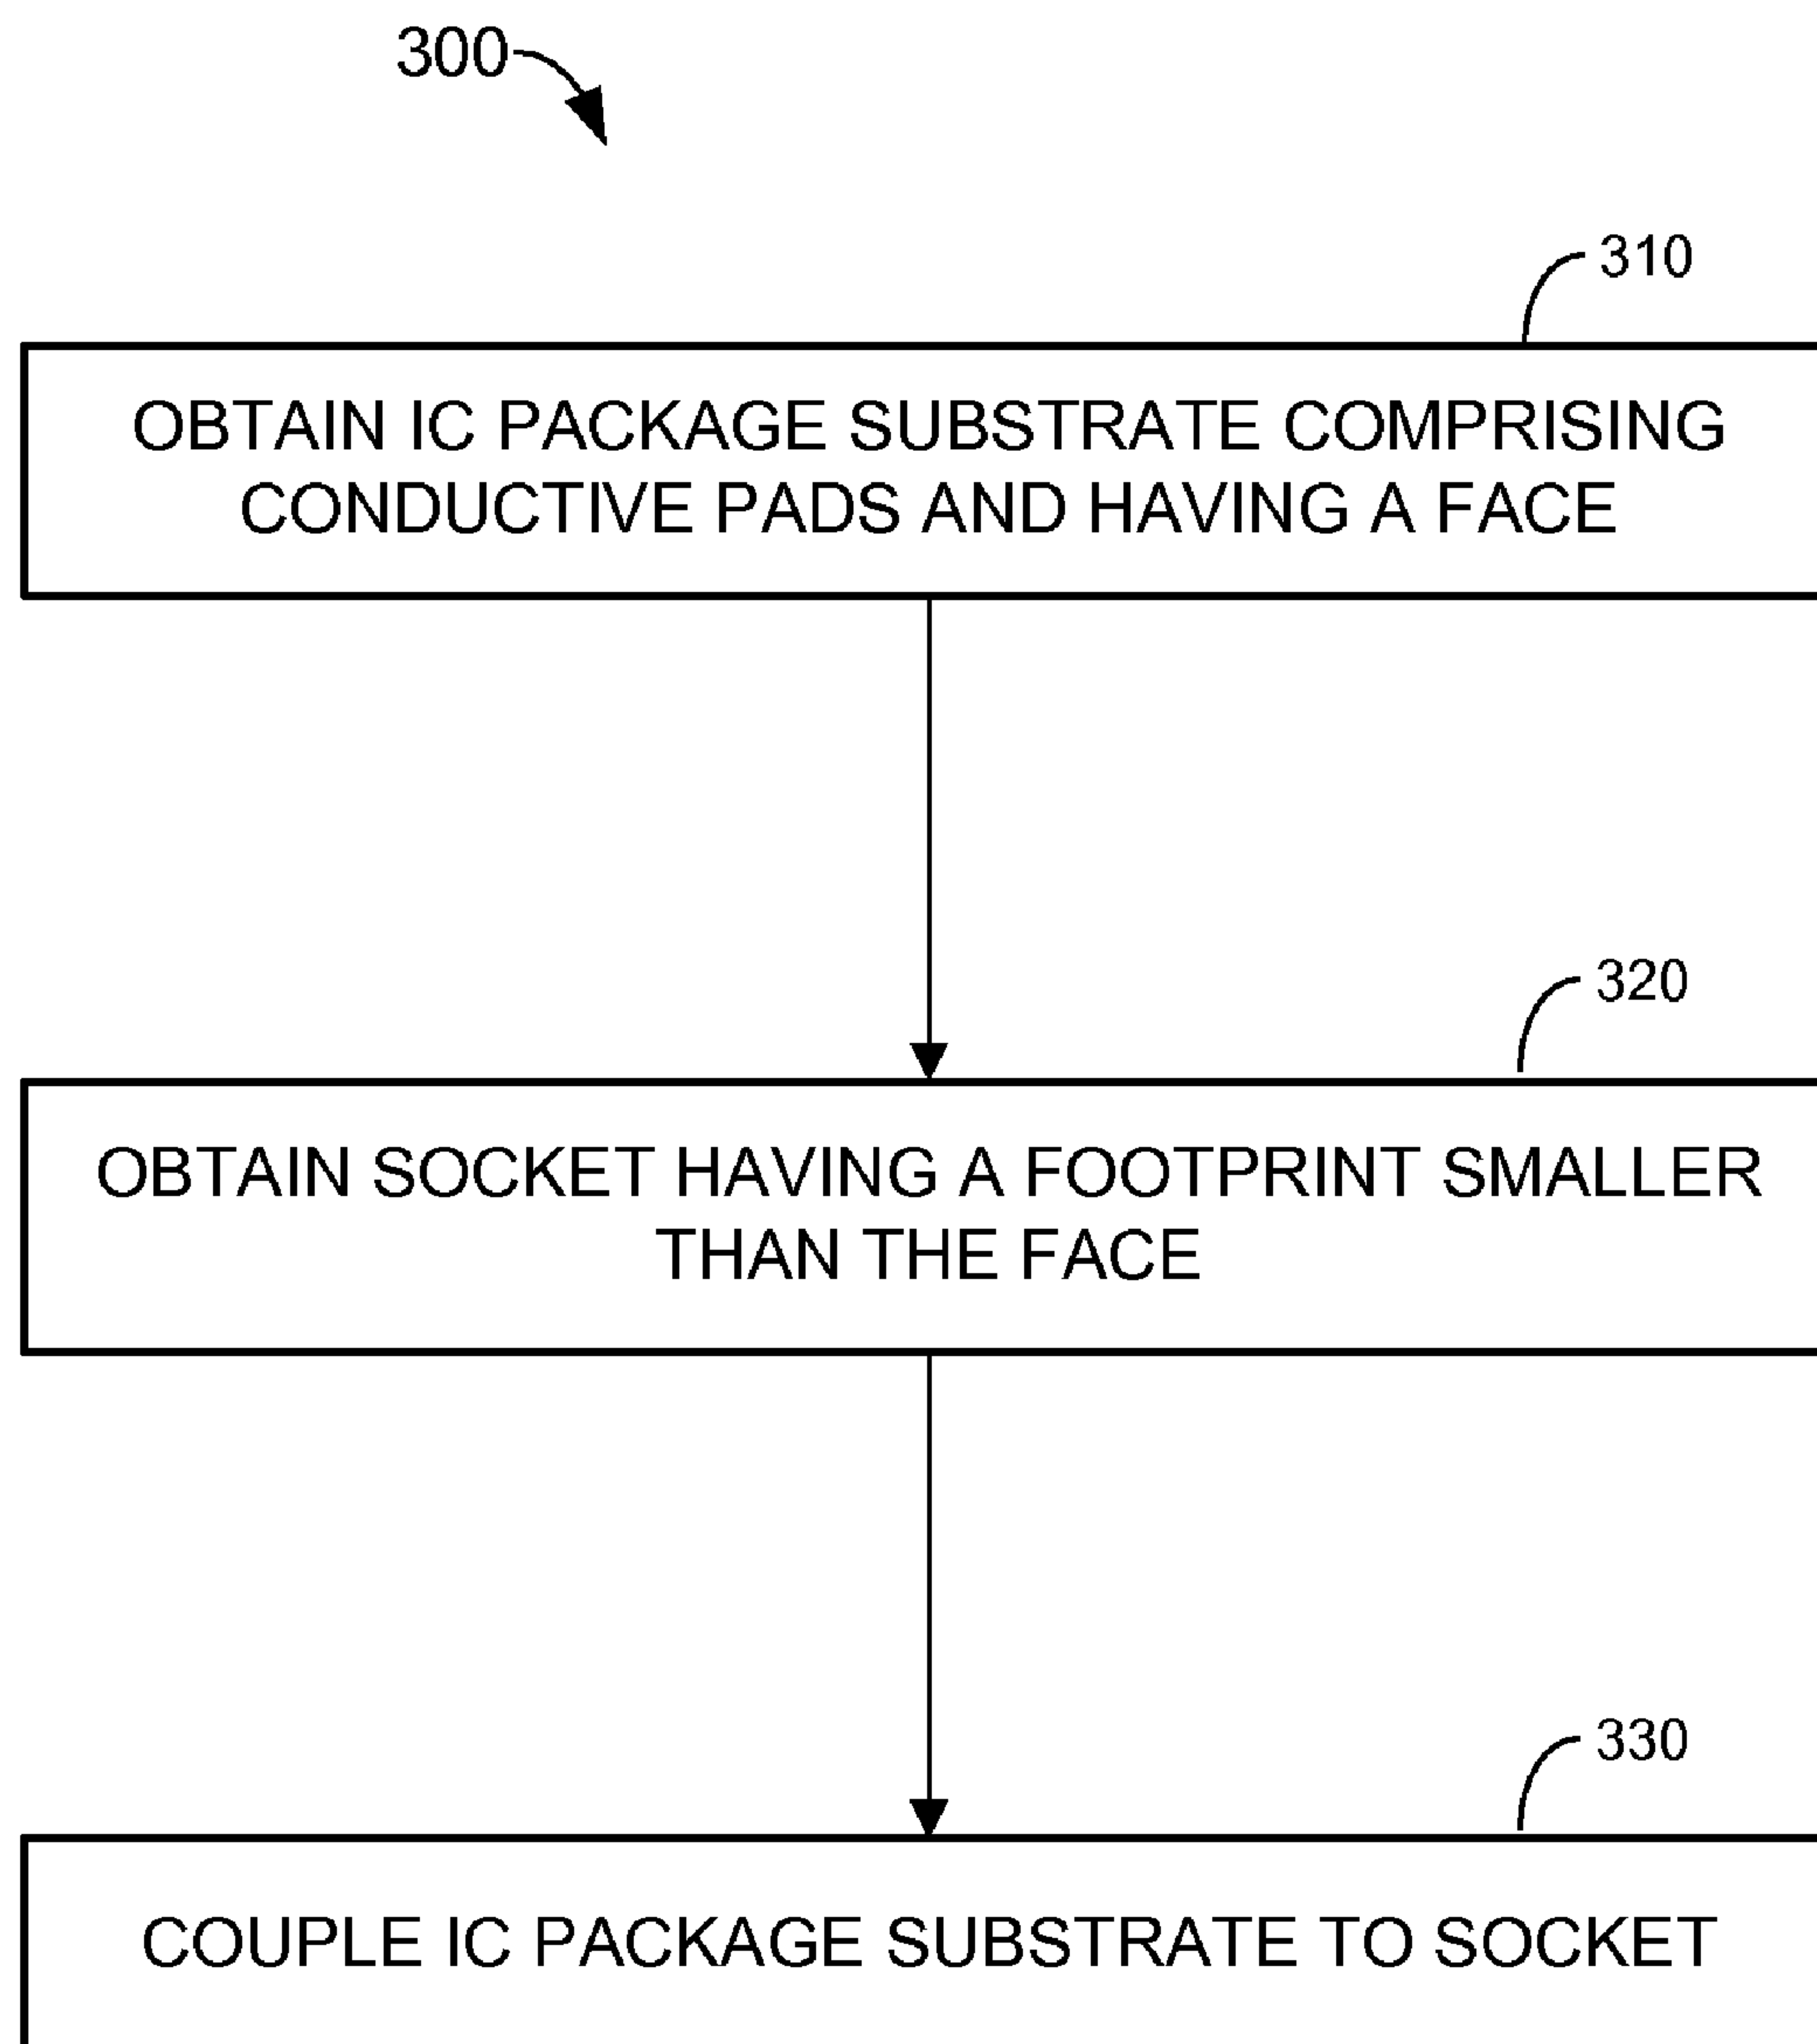 300
310
OBTAIN IC PACKAGE SUBSTRATE COMPRISING
CONDUCTIVE PADS AND HAVING A FACE
320
OBTAIN SOCKET HAVING A FOOTPRINT SMALLER
THAN THE FACE
330
COUPLE IC PACKAGE SUBSTRATE TO SOCKET